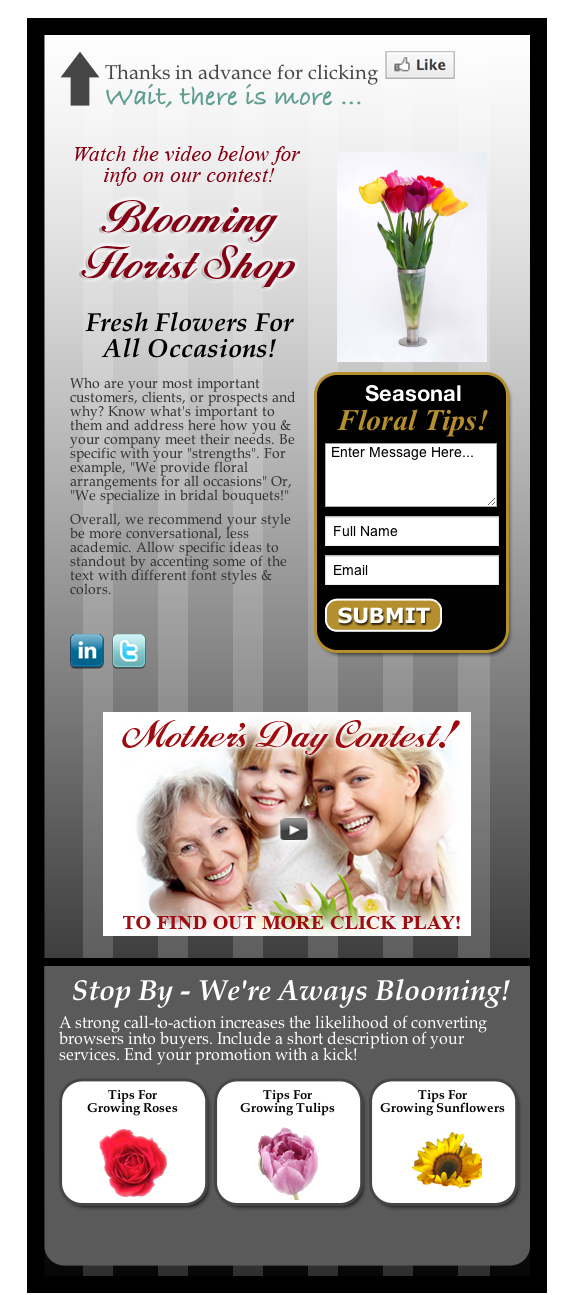 Thanks in advance for clicking Like
Wait, there is more ...
Watch the video below for
info on our contest!
Blooming
Florist Shop
Fresh Flowers For
All Occasions!
Who are your most important
customers, clients, or prospects and
why? Know what's important to
them and address here how you &
your company meet their needs. Be
specific with your "strengths". For
example, "We provide floral
arrangements for all occasions" Or,
"We specialize in bridal bouquets!"
Overall, we recommend your style
be more conversational, less
academic. Allow specific ideas to
standout by accenting some of the
text with different font styles &
colors.
in t
Seasonal
Floral Tips!
Enter Message Here...
Full Name
Email
SUBMIT
Mother's Day Contest!
TO FIND OUT MORE CLICK PLAY!
Stop By - We're Aways Blooming!
A strong call-to-action increases the likelihood of converting
browsers into buyers. Include a short description of your
services. End your promotion with a kick!
Tips For
Growing Roses
Tips For
Growing Tulips
Tips For
Growing Sunflowers